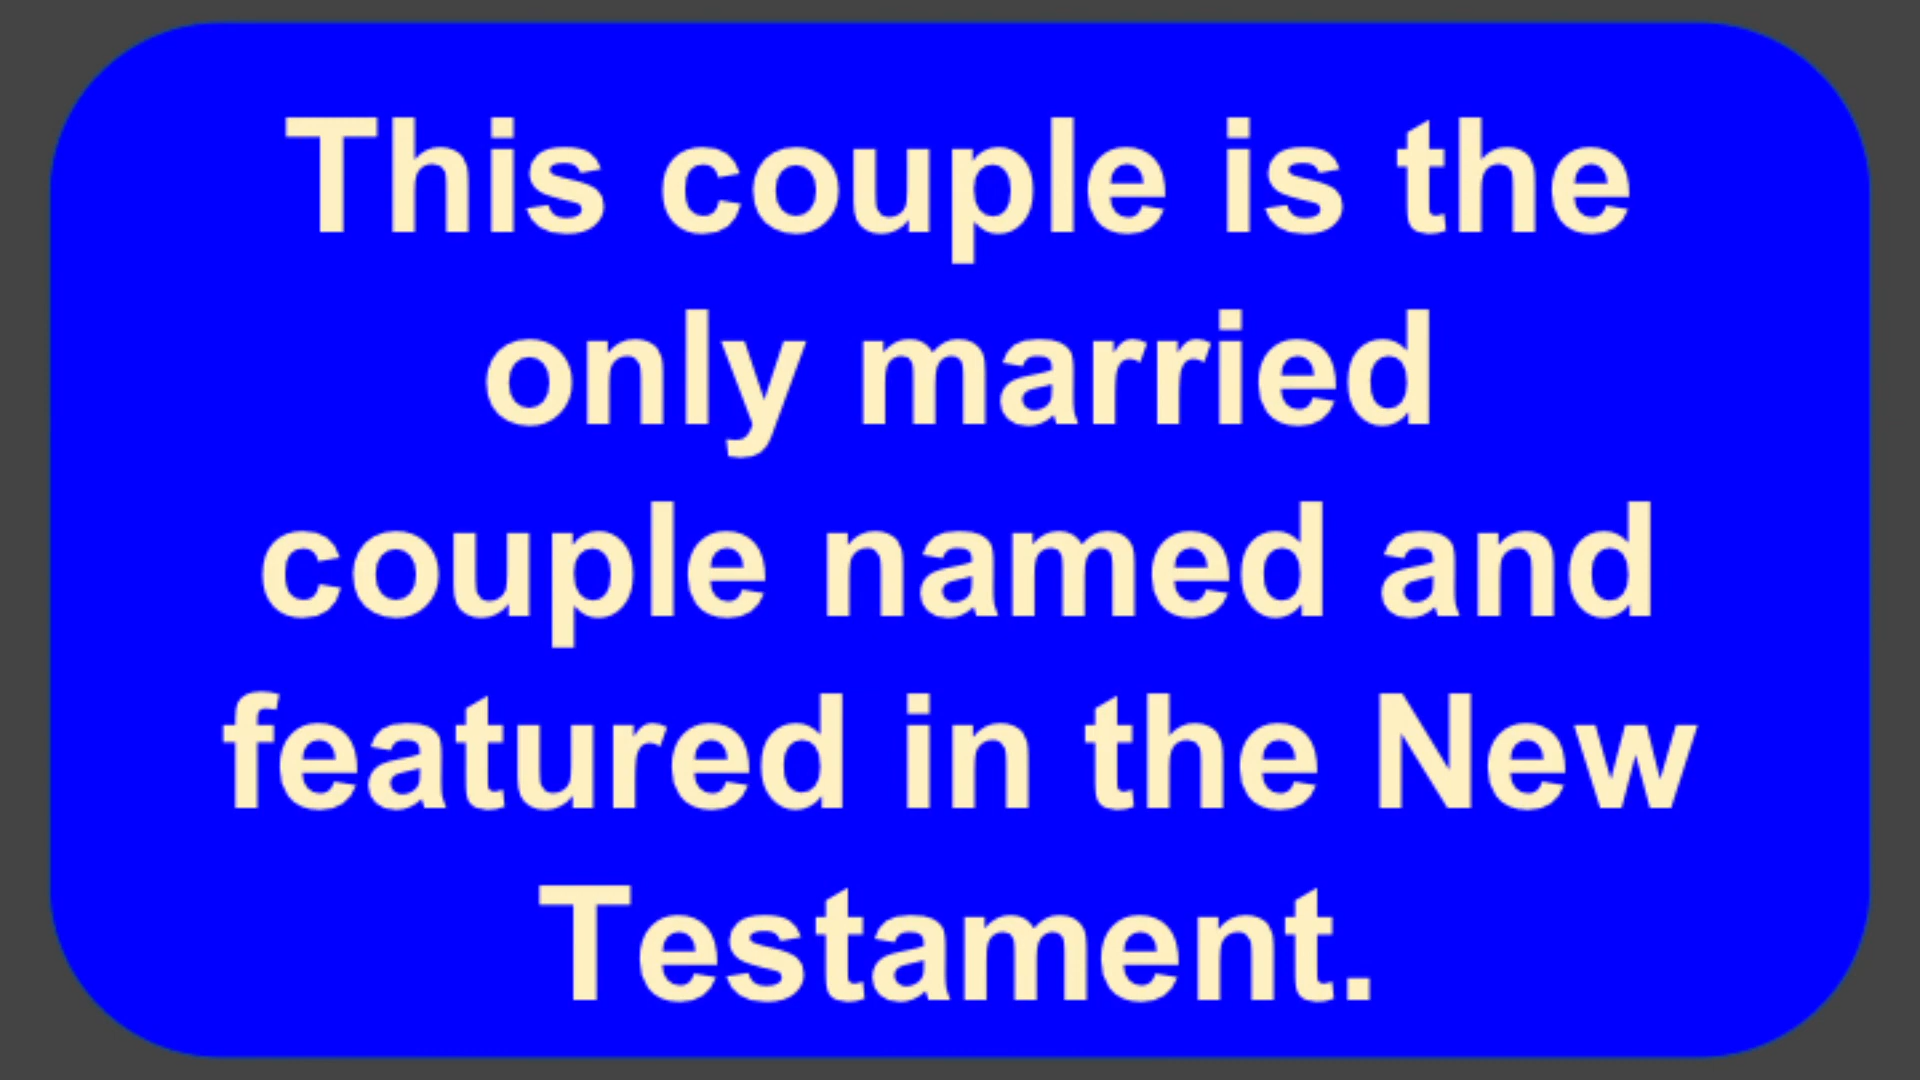 This couple is the
only married
couple named and
featured in the New
Testament.